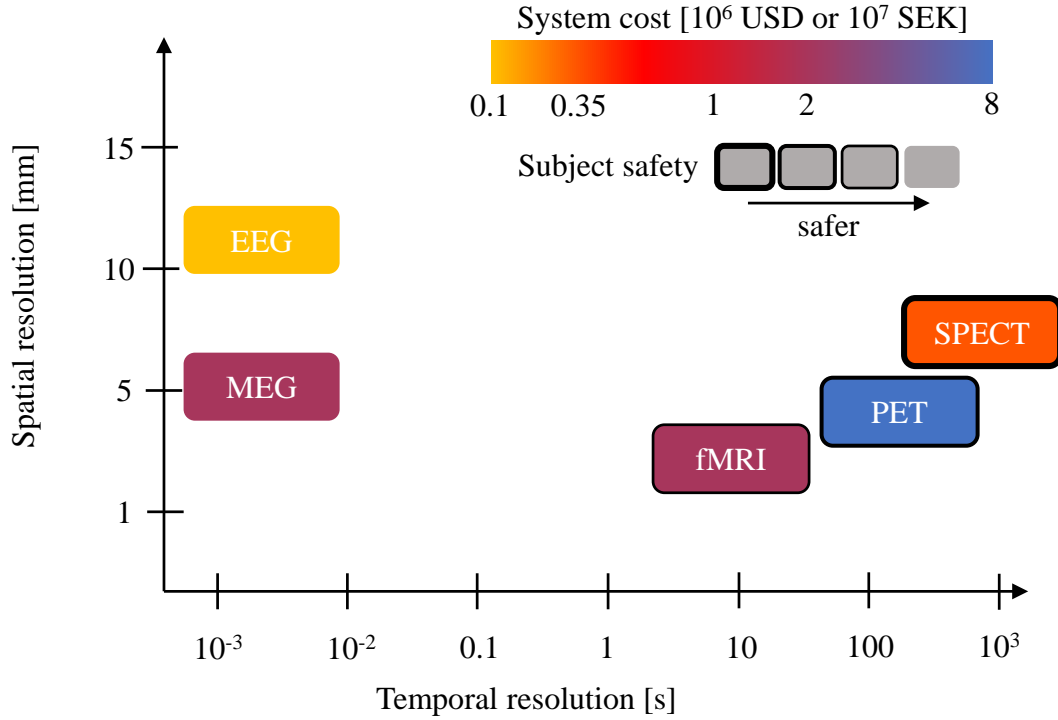 System cost [10⁶ USD or 10⁷ SEK]
0.1 0.35 1 2 8
Subject safety
safer
Spatial resolution [mm]
15
10
5
1
EEG
MEG
SPECT
PET
fMRI
10⁻³ 10⁻² 0.1 1 10 100 10³
Temporal resolution [s]